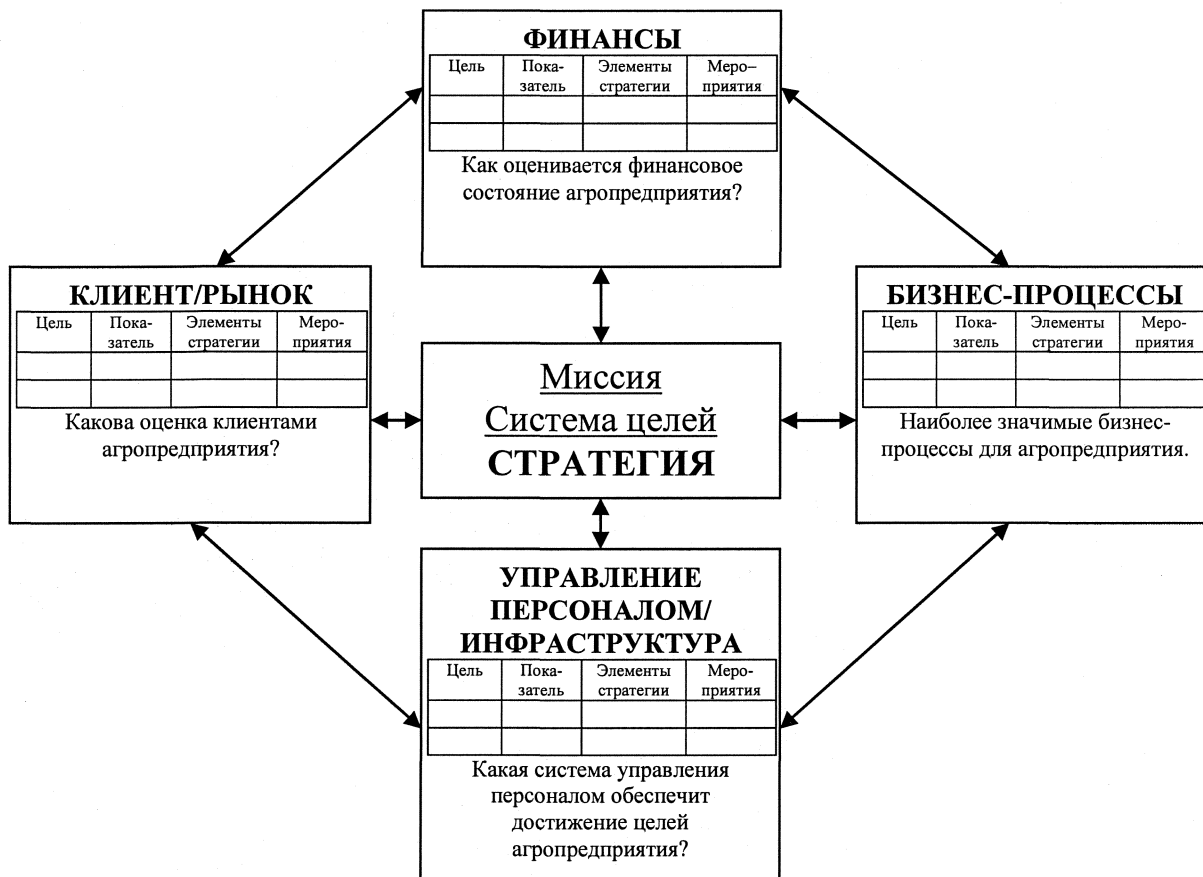 ФИНАНСЫ
Цель Пока- Элементы Меро–
затель стратегии приятия
Как оценивается финансовое
состояние агропредприятия?
КЛИЕНТ/РЫНОК
Цель Пока- Элементы Меро-
затель стратегии приятия
Какова оценка клиентами
агропредприятия?
Миссия
Система целей
СТРАТЕГИЯ
БИЗНЕС-ПРОЦЕССЫ
Цель Пока- Элементы Меро-
затель стратегии приятия
Наиболее значимые бизнес-
процессы для агропредприятия.
УПРАВЛЕНИЕ
ПЕРСОНАЛОМ/
ИНФРАСТРУКТУРА
Цель Пока- Элементы Меро-
затель стратегии приятия
Какая система управления
персоналом обеспечит
достижение целей
агропредприятия?